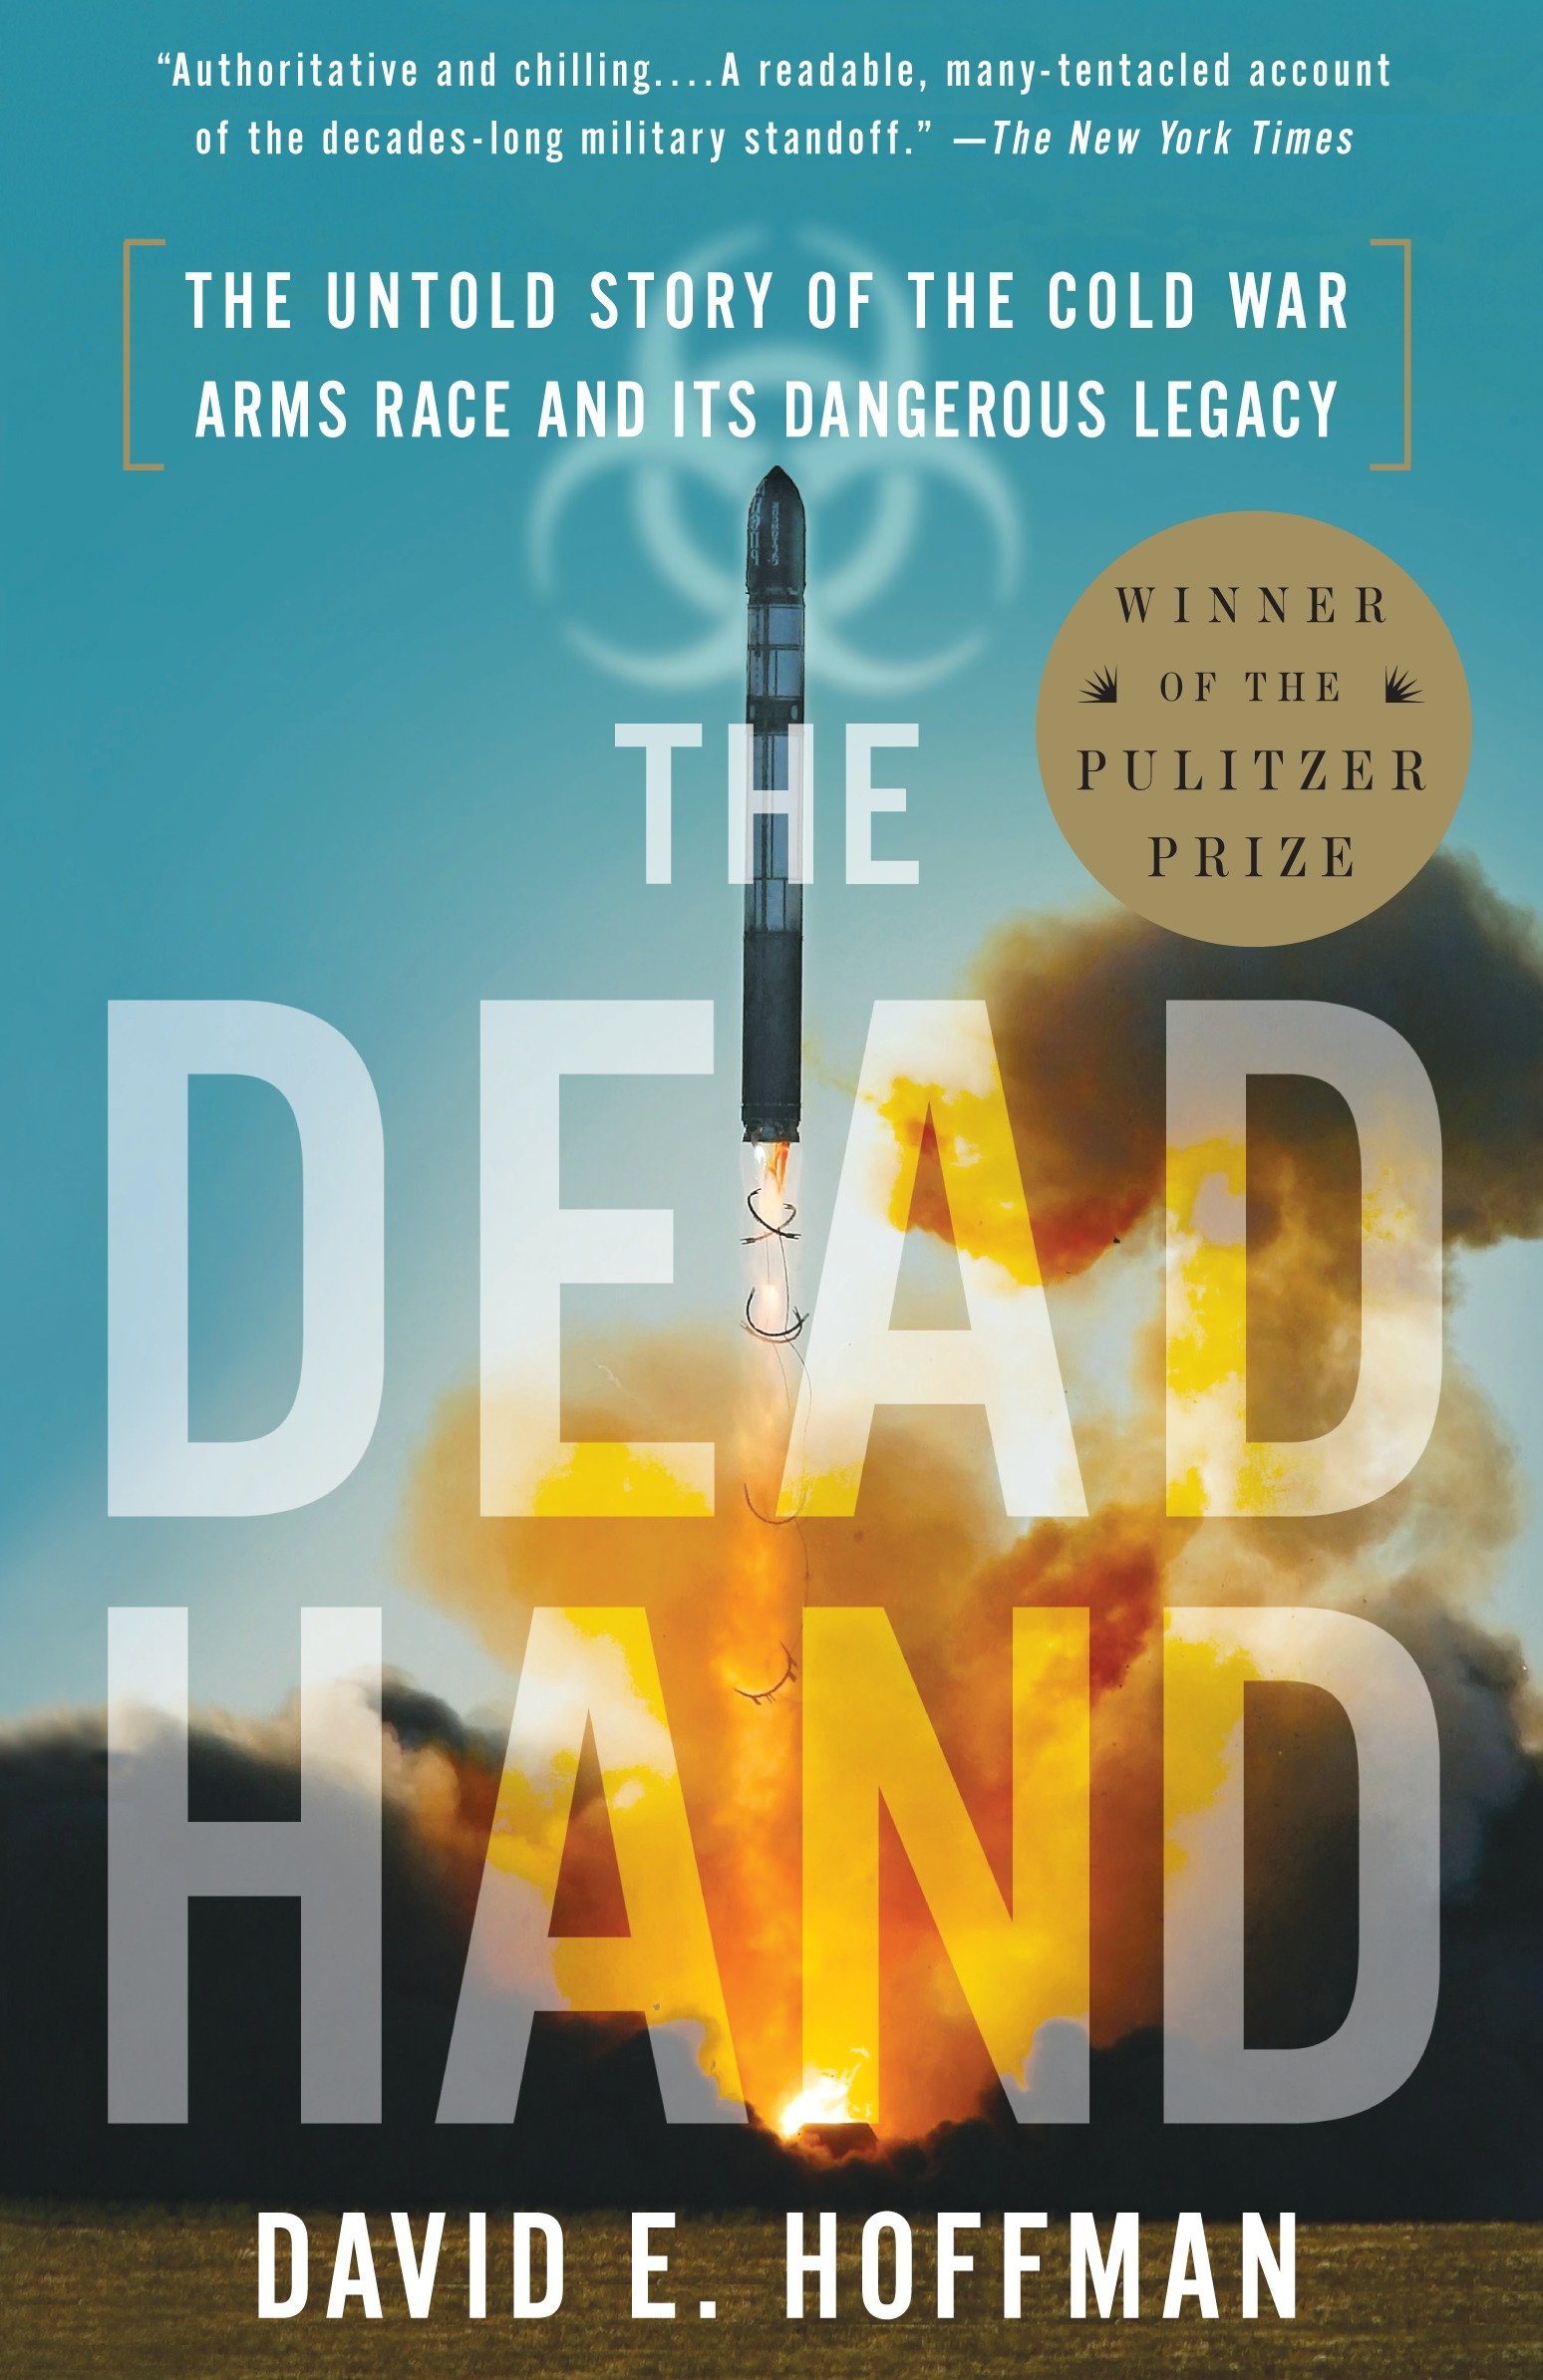 “Authoritative and chilling....A readable, many-tentacled account
of the decades-long military standoff.” —The New York Times
THE UNTOLD STORY OF THE COLD WAR
ARMS RACE AND ITS DANGEROUS LEGACY
WINNER
OF THE
PULITZER
PRIZE
THE
DEAD
HAND
DAVID E. HOFFMAN